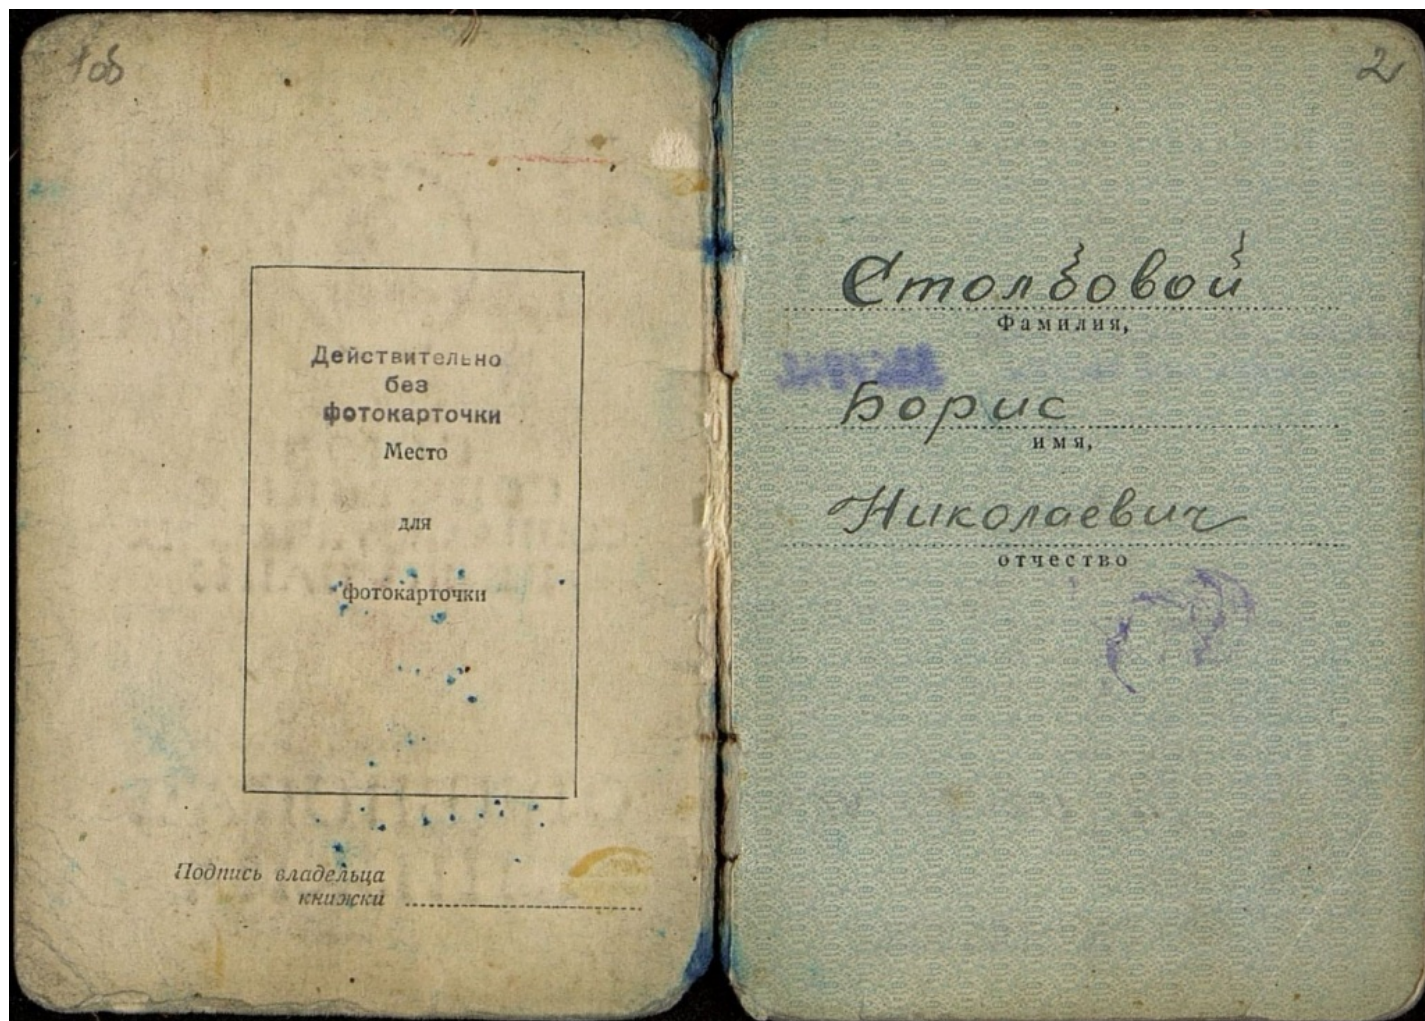 1об
Действительно
без
фотокарточки
Место
для
фотокарточки
Подпись владельца
книжки
2
Столбовой
Фамилия,
Борис
имя,
Николаевич
отчество